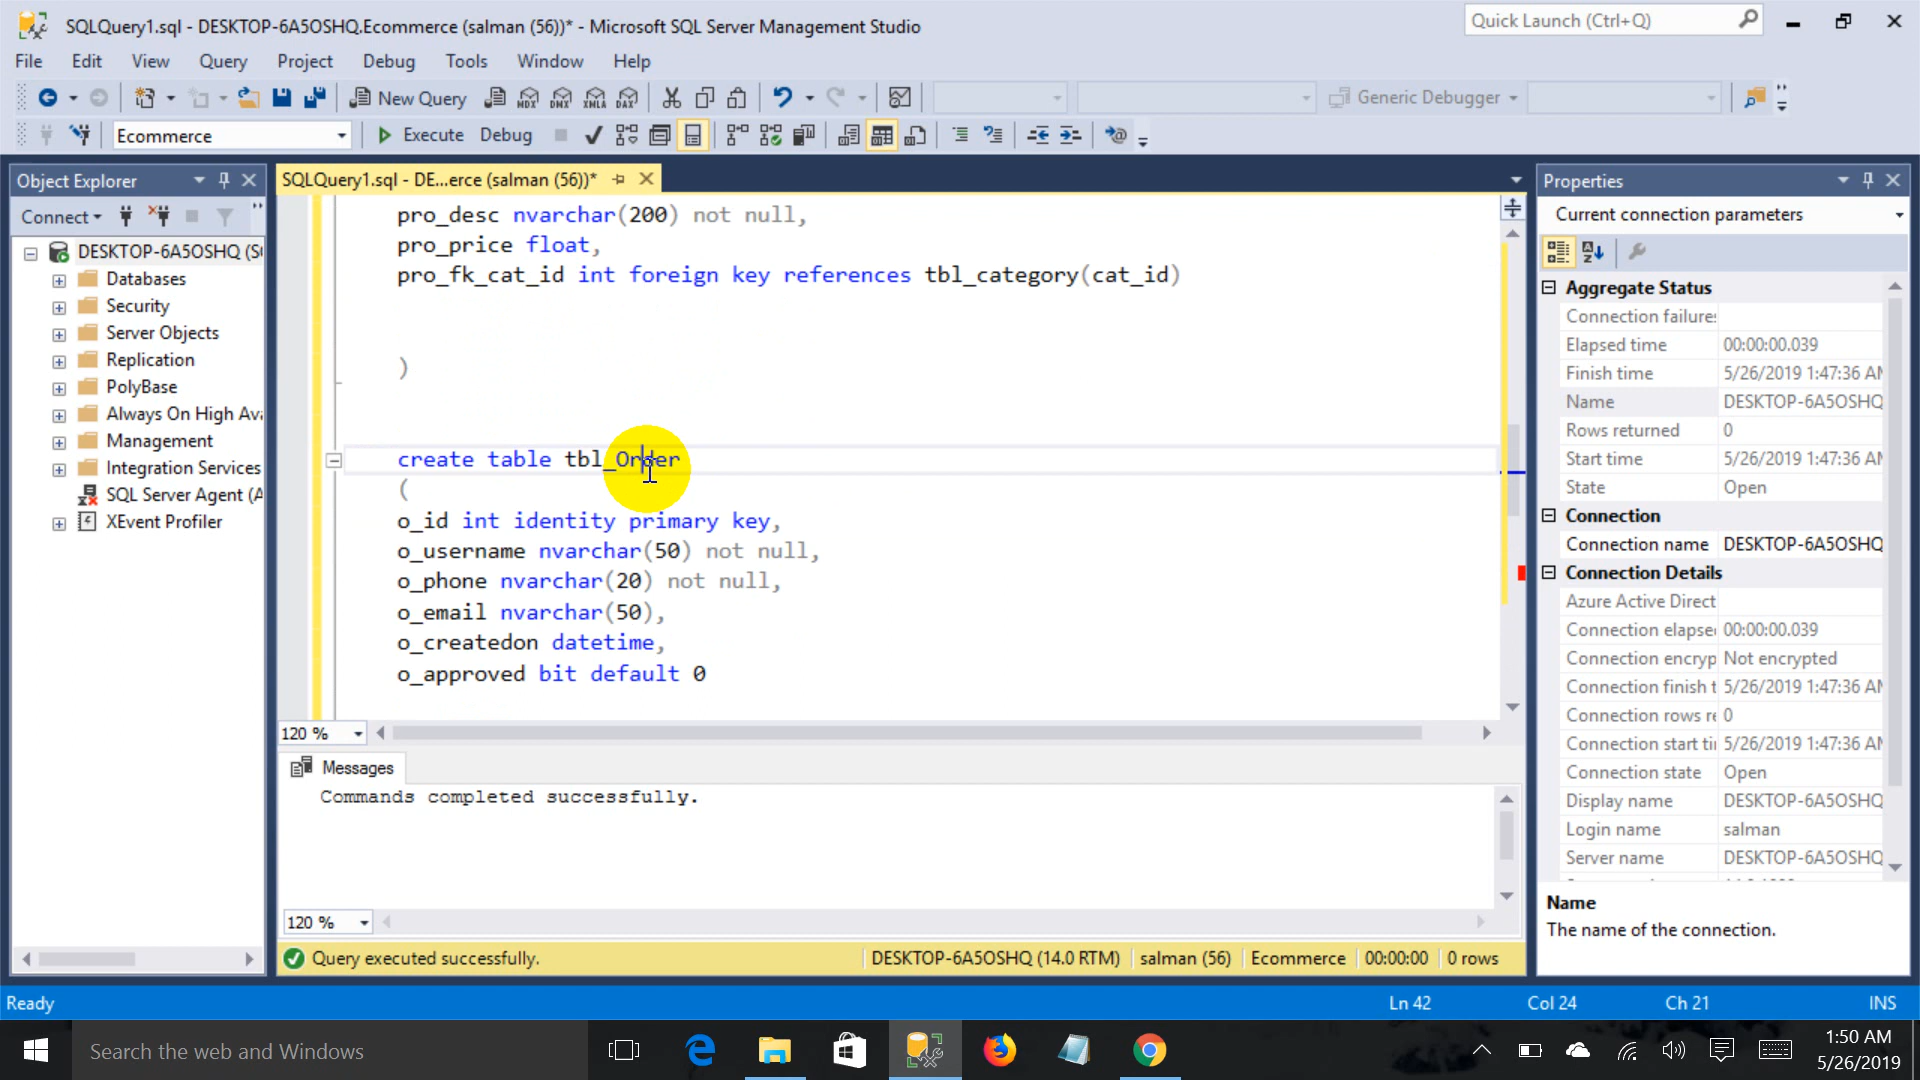 SQLQuery1.sql - DESKTOP-6A5OSHQ.Ecommerce (salman (56))* - Microsoft SQL Server Management Studio
Quick Launch (Ctrl+Q)
File Edit View Query Project Debug Tools Window Help
New Query MDX DMX XMLA DAX Generic Debugger
Ecommerce Execute Debug
Object Explorer
Connect
DESKTOP-6A5OSHQ (S
Databases
Security
Server Objects
Replication
PolyBase
Always On High Ava
Management
Integration Services
SQL Server Agent (A
XEvent Profiler
SQLQuery1.sql - DE...erce (salman (56))*
pro_desc nvarchar(200) not null,
pro_price float,
pro_fk_cat_id int foreign key references tbl_category(cat_id)
)
create table tbl_Order
(
o_id int identity primary key,
o_username nvarchar(50) not null,
o_phone nvarchar(20) not null,
o_email nvarchar(50),
o_createdon datetime,
o_approved bit default 0
120 %
Messages
Commands completed successfully.
120 %
Query executed successfully. DESKTOP-6A5OSHQ (14.0 RTM) salman (56) Ecommerce 00:00:00 0 rows
Properties
Current connection parameters
Aggregate Status
Connection failures
Elapsed time 00:00:00.039
Finish time 5/26/2019 1:47:36 AM
Name DESKTOP-6A5OSHQ
Rows returned 0
Start time 5/26/2019 1:47:36 AM
State Open
Connection
Connection name DESKTOP-6A5OSHQ
Connection Details
Azure Active Direct
Connection elapse 00:00:00.039
Connection encryp Not encrypted
Connection finish t 5/26/2019 1:47:36 AM
Connection rows re 0
Connection start ti 5/26/2019 1:47:36 AM
Connection state Open
Display name DESKTOP-6A5OSHQ
Login name salman
Server name DESKTOP-6A5OSHQ
Name
The name of the connection.
Ready Ln 42 Col 24 Ch 21 INS
Search the web and Windows
1:50 AM
5/26/2019